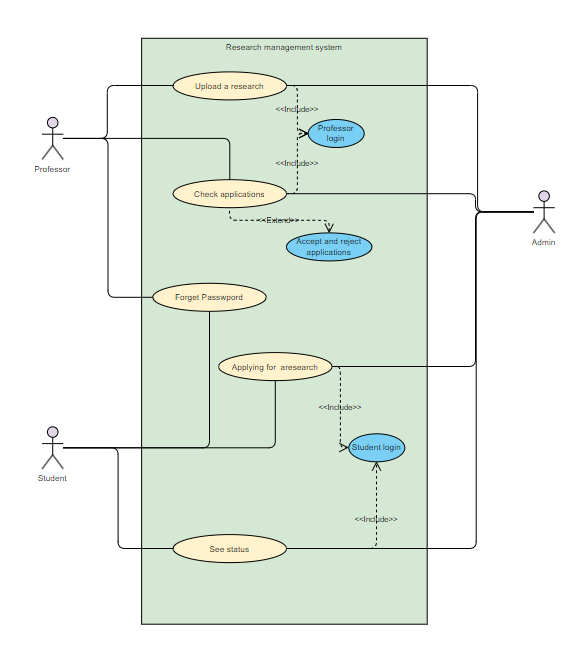 Research management system
Upload a research
<<Include>>
Professor
login
Professor
<<Include>>
Check applications
Admin
<<Extend>>
Accept and reject
applications
Forget Passwpord
Applying for aresearch
<<Include>>
Student login
Student
<<Include>>
See status